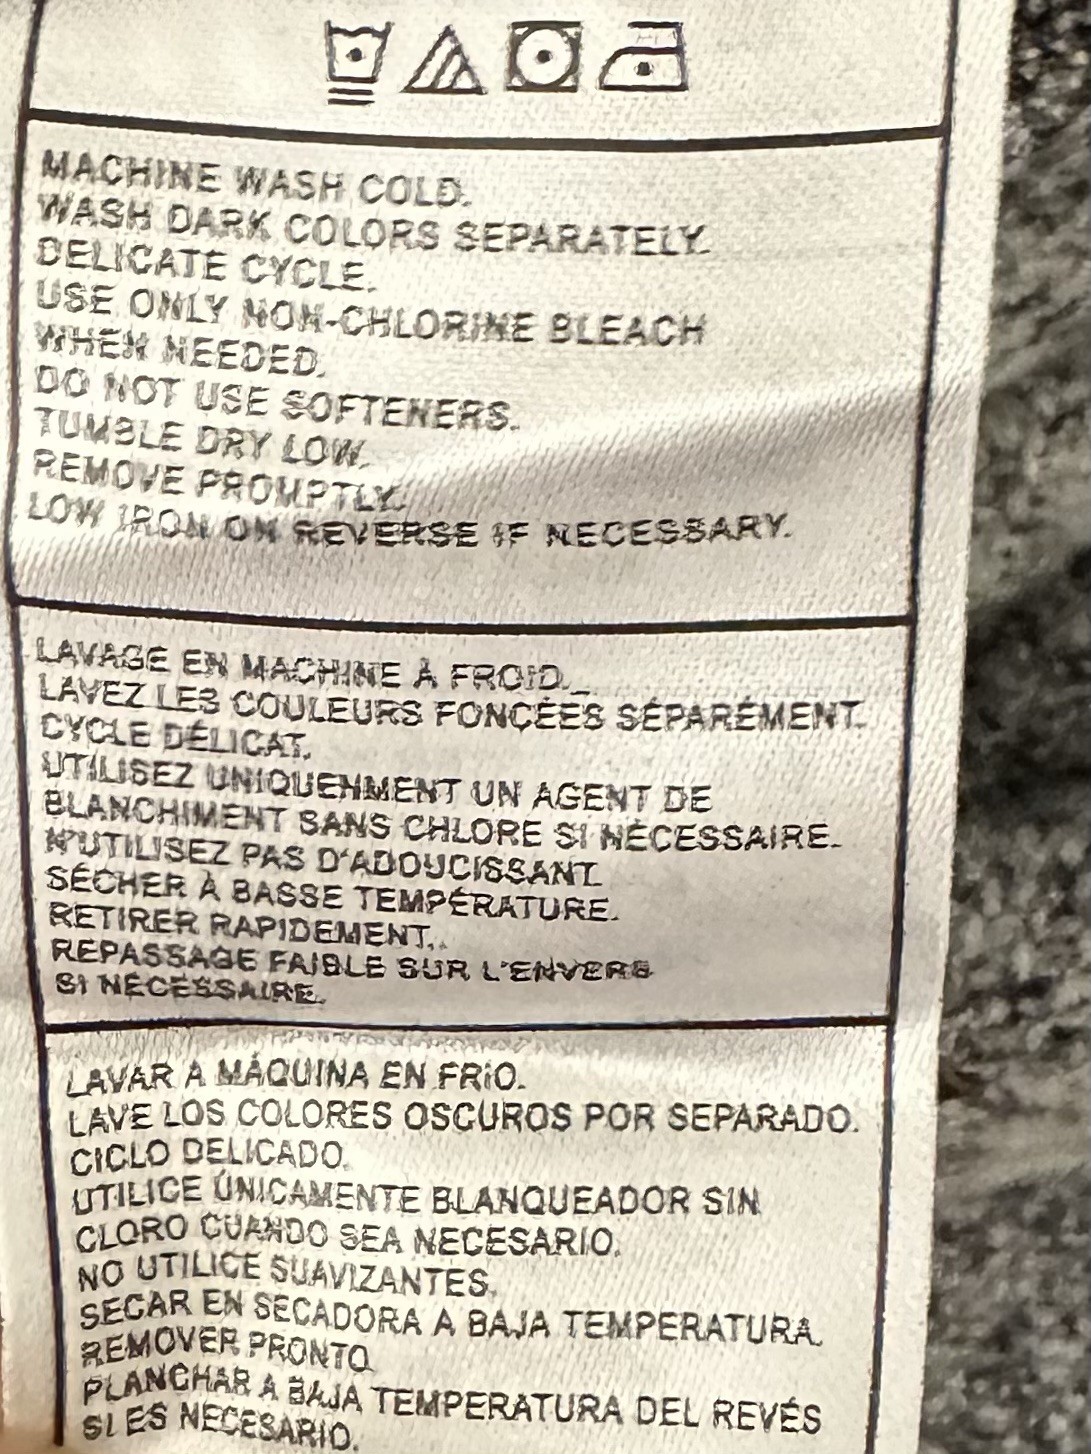 MACHINE WASH COLD.
WASH DARK COLORS SEPARATELY.
DELICATE CYCLE.
USE ONLY NON-CHLORINE BLEACH
WHEN NEEDED.
DO NOT USE SOFTENERS.
TUMBLE DRY LOW.
REMOVE PROMPTLY.
LOW IRON ON REVERSE IF NECESSARY.
LAVAGE EN MACHINE À FROID.
LAVEZ LES COULEURS FONCÉES SÉPARÉMENT.
CYCLE DÉLICAT.
UTILISEZ UNIQUEHMENT UN AGENT DE
BLANCHIMENT SANS CHLORE SI NÉCESSAIRE.
N'UTILISEZ PAS D'ADOUCISSANT.
SÉCHER À BASSE TEMPÉRATURE.
RETIRER RAPIDEMENT.
REPASSAGE FAIBLE SUR L'ENVERS
SI NÉCESSAIRE.
LAVAR A MÁQUINA EN FRÍO.
LAVE LOS COLORES OSCUROS POR SEPARADO.
CICLO DELICADO.
UTILICE ÚNICAMENTE BLANQUEADOR SIN
CLORO CUANDO SEA NECESARIO.
NO UTILICE SUAVIZANTES.
SECAR EN SECADORA A BAJA TEMPERATURA.
REMOVER PRONTO.
PLANCHAR A BAJA TEMPERATURA DEL REVÉS
SI ES NECESARIO.